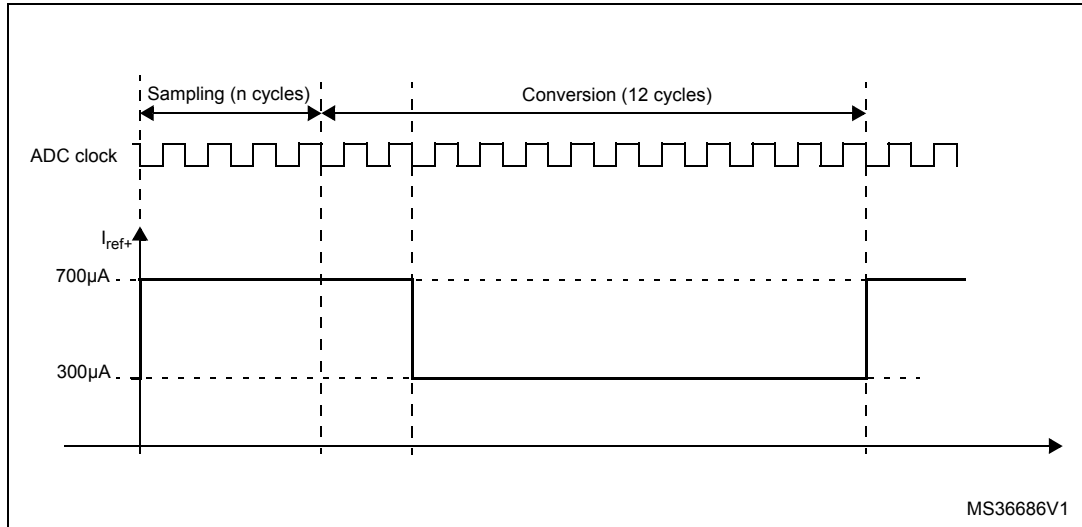 Sampling (n cycles)
Conversion (12 cycles)
ADC clock
Iref+
700µA
300µA
MS36686V1